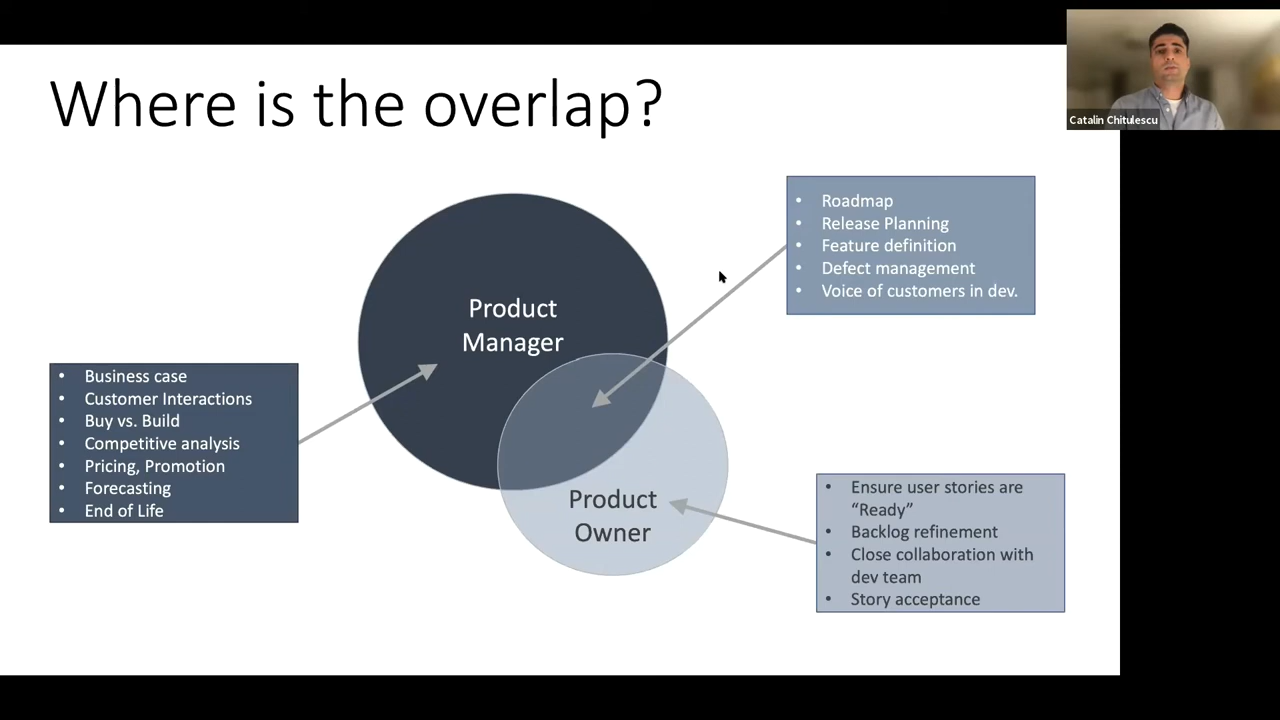 Where is the overlap?
Catalin Chitulescu
• Roadmap
• Release Planning
• Feature definition
• Defect management
• Voice of customers in dev.
Product
Manager
• Business case
• Customer Interactions
• Buy vs. Build
• Competitive analysis
• Pricing, Promotion
• Forecasting
• End of Life
Product
Owner
• Ensure user stories are
“Ready”
• Backlog refinement
• Close collaboration with
dev team
• Story acceptance